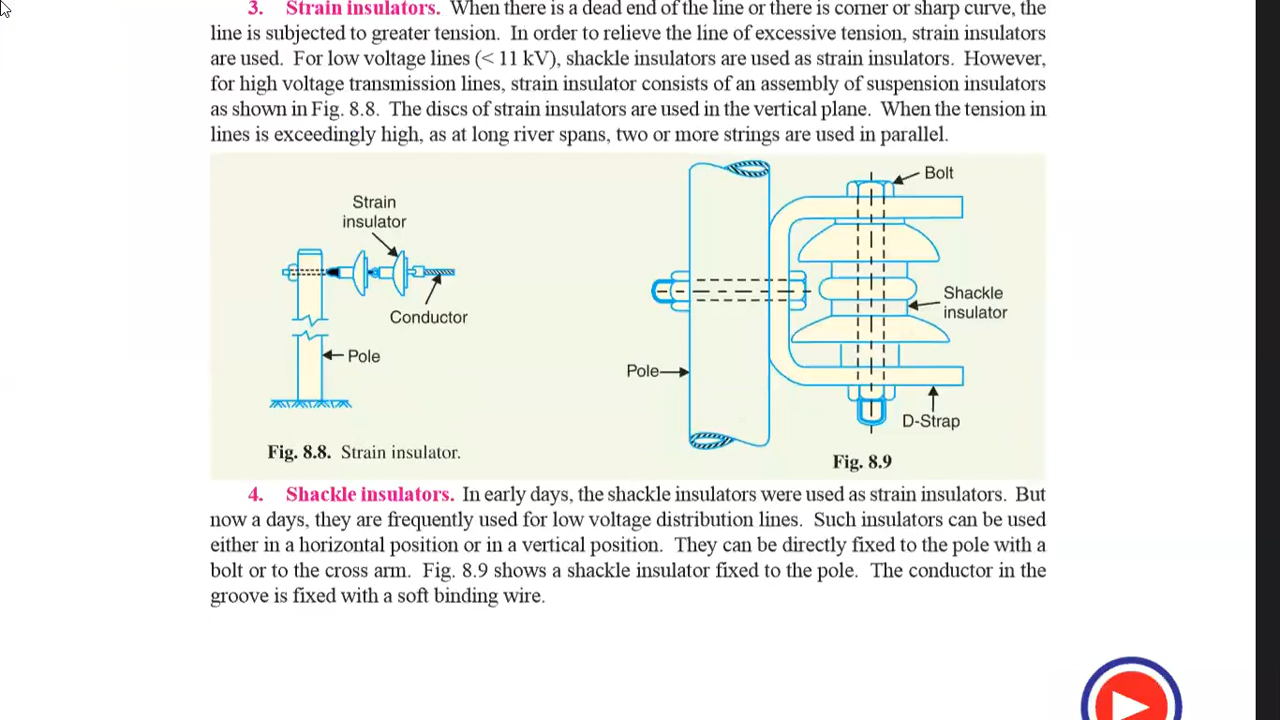 3. Strain insulators. When there is a dead end of the line or there is corner or sharp curve, the
line is subjected to greater tension. In order to relieve the line of excessive tension, strain insulators
are used. For low voltage lines (< 11 kV), shackle insulators are used as strain insulators. However,
for high voltage transmission lines, strain insulator consists of an assembly of suspension insulators
as shown in Fig. 8.8. The discs of strain insulators are used in the vertical plane. When the tension in
lines is exceedingly high, as at long river spans, two or more strings are used in parallel.
Strain
insulator
Conductor
Pole
Fig. 8.8. Strain insulator.
Bolt
Shackle
insulator
Pole
D-Strap
Fig. 8.9
4. Shackle insulators. In early days, the shackle insulators were used as strain insulators. But
now a days, they are frequently used for low voltage distribution lines. Such insulators can be used
either in a horizontal position or in a vertical position. They can be directly fixed to the pole with a
bolt or to the cross arm. Fig. 8.9 shows a shackle insulator fixed to the pole. The conductor in the
groove is fixed with a soft binding wire.